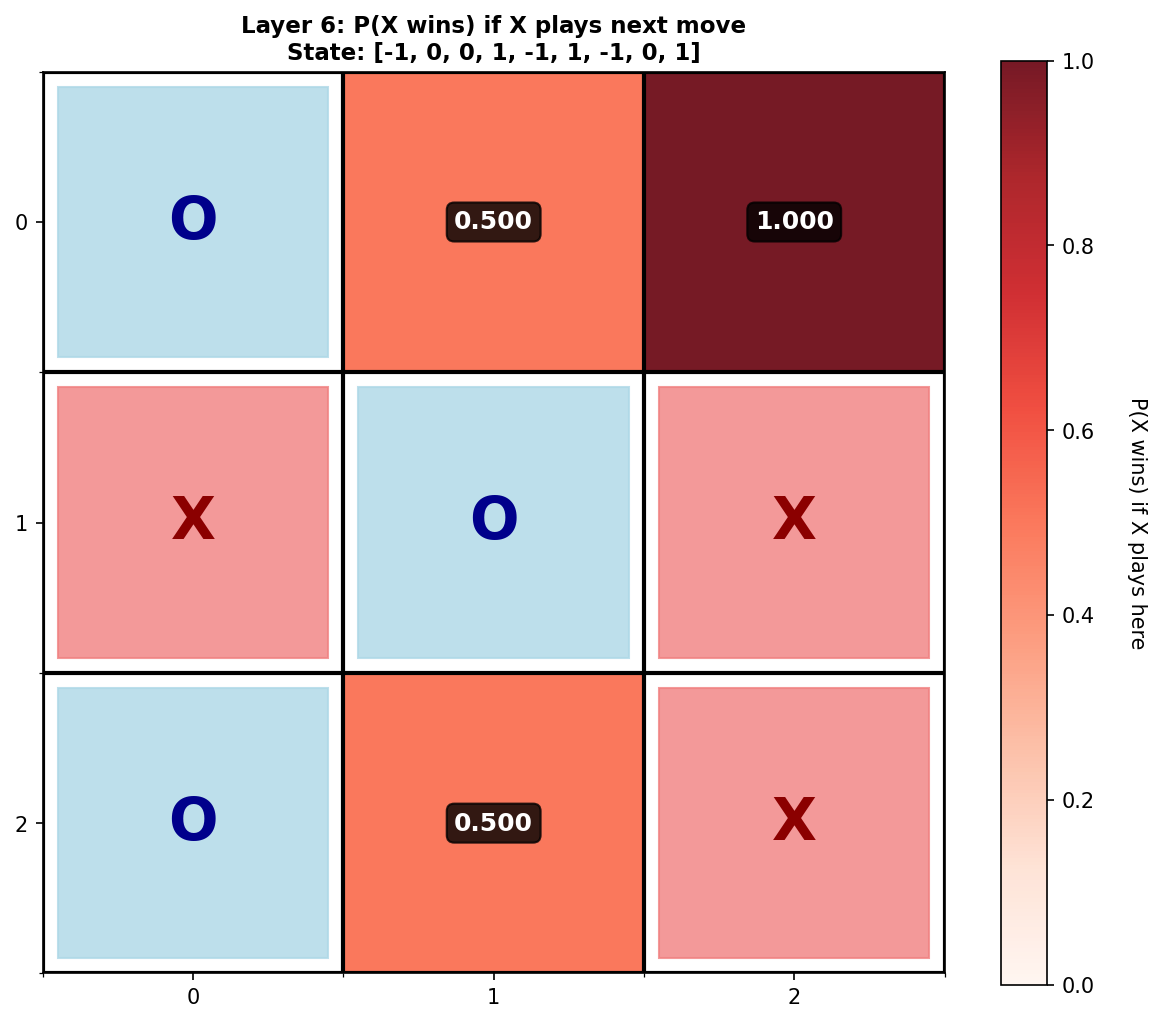 Layer 6: P(X wins) if X plays next move
State: [-1, 0, 0, 1, -1, 1, -1, 0, 1]
0
O
0.500
1.000
1
X
O
X
2
O
0.500
X
0
1
2
1.0
0.8
0.6
0.4
0.2
0.0
P(X wins) if X plays here